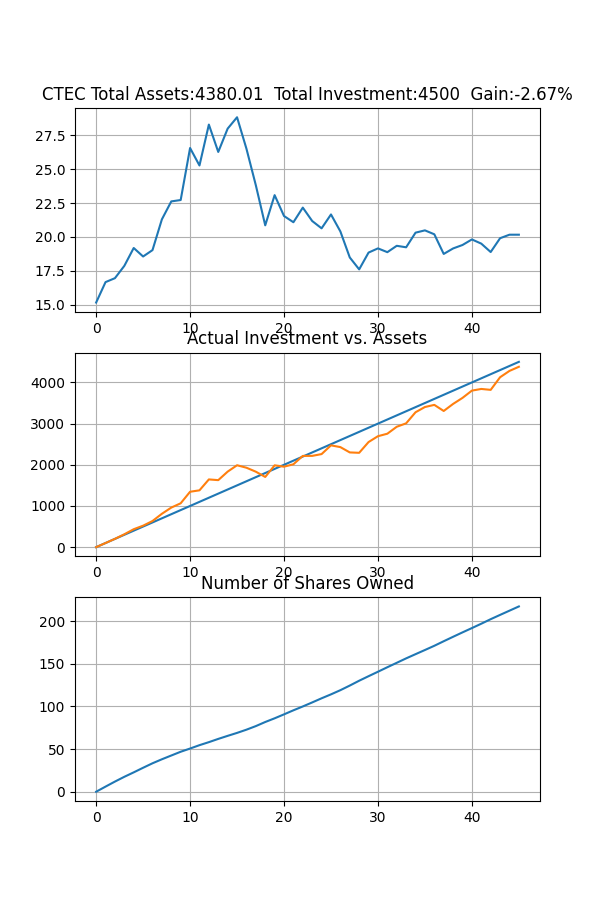 CTEC Total Assets:4380.01  Total Investment:4500  Gain:-2.67%
27.5
25.0
22.5
20.0
17.5
15.0
0 10 20 30 40
Actual Investment vs. Assets
4000
3000
2000
1000
0
0 10 20 30 40
Number of Shares Owned
200
150
100
50
0
0 10 20 30 40